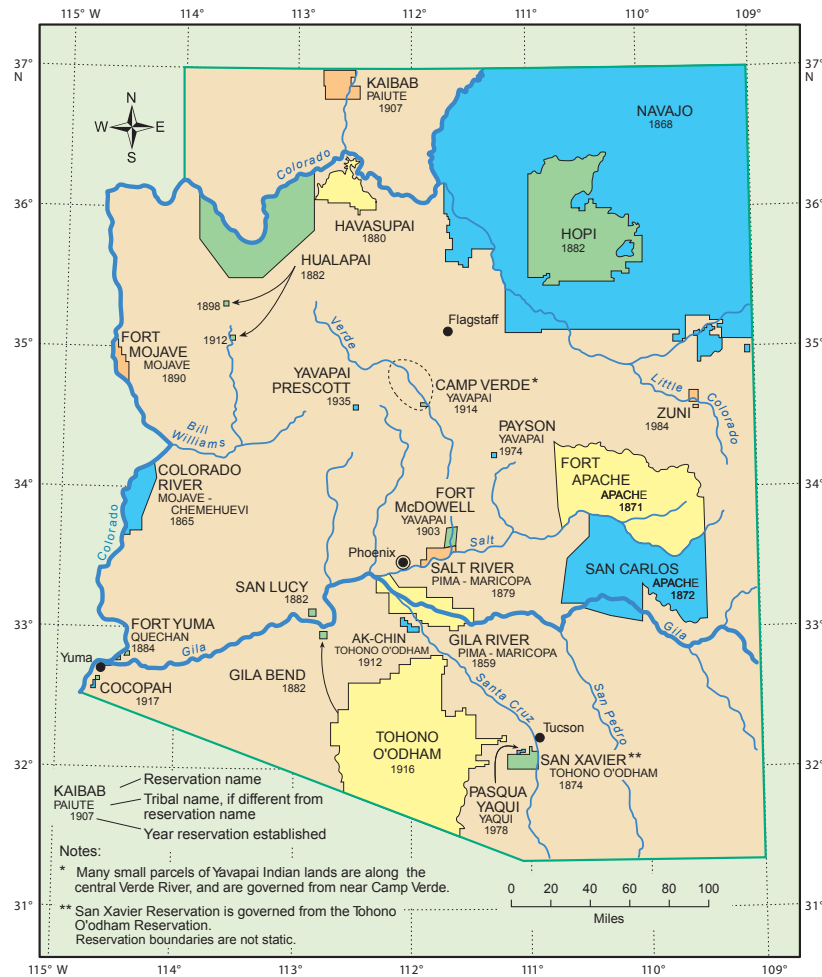 115° W
114°
113°
112°
111°
110°
109°
37°
N
37°
N
W
E
S
KAIBAB
PAIUTE
1907
NAVAJO
1868
Colorado
36°
36°
HAVASUPAI
1880
HOPI
1882
HUALAPAI
1882
1898
1912
Flagstaff
Verde
35°
35°
FORT
MOJAVE
MOJAVE
1890
YAVAPAI
PRESCOTT
1935
CAMP VERDE*
YAVAPAI
1914
Little
Colorado
ZUNI
1984
Bill
Williams
PAYSON
YAVAPAI
1974
COLORADO
RIVER
MOJAVE -
CHEMEHUEVI
1865
FORT
APACHE
APACHE
1871
34°
34°
FORT
McDOWELL
YAVAPAI
1903
Colorado
Phoenix
Salt
SALT RIVER
PIMA - MARICOPA
1879
SAN CARLOS
APACHE
1872
SAN LUCY
1882
33°
33°
FORT YUMA
QUECHAN
1884
Gila
Gila
AK-CHIN
TOHONO O'ODHAM
1912
GILA RIVER
PIMA - MARICOPA
1859
Yuma
COCOPAH
1917
GILA BEND
1882
Santa Cruz
San Pedro
TOHONO
O'ODHAM
1916
Tucson
32°
32°
SAN XAVIER**
TOHONO O'ODHAM
1874
PASQUA
YAQUI
YAQUI
1978
KAIBAB
PAIUTE
1907
Reservation name
Tribal name, if different from
reservation name
Year reservation established
Notes:
* Many small parcels of Yavapai Indian lands are along the
central Verde River, and are governed from near Camp Verde.
** San Xavier Reservation is governed from the Tohono
O'odham Reservation.
Reservation boundaries are not static.
0 20 40 60 80 100
Miles
31°
31°
115° W
114°
113°
112°
111°
110°
109°